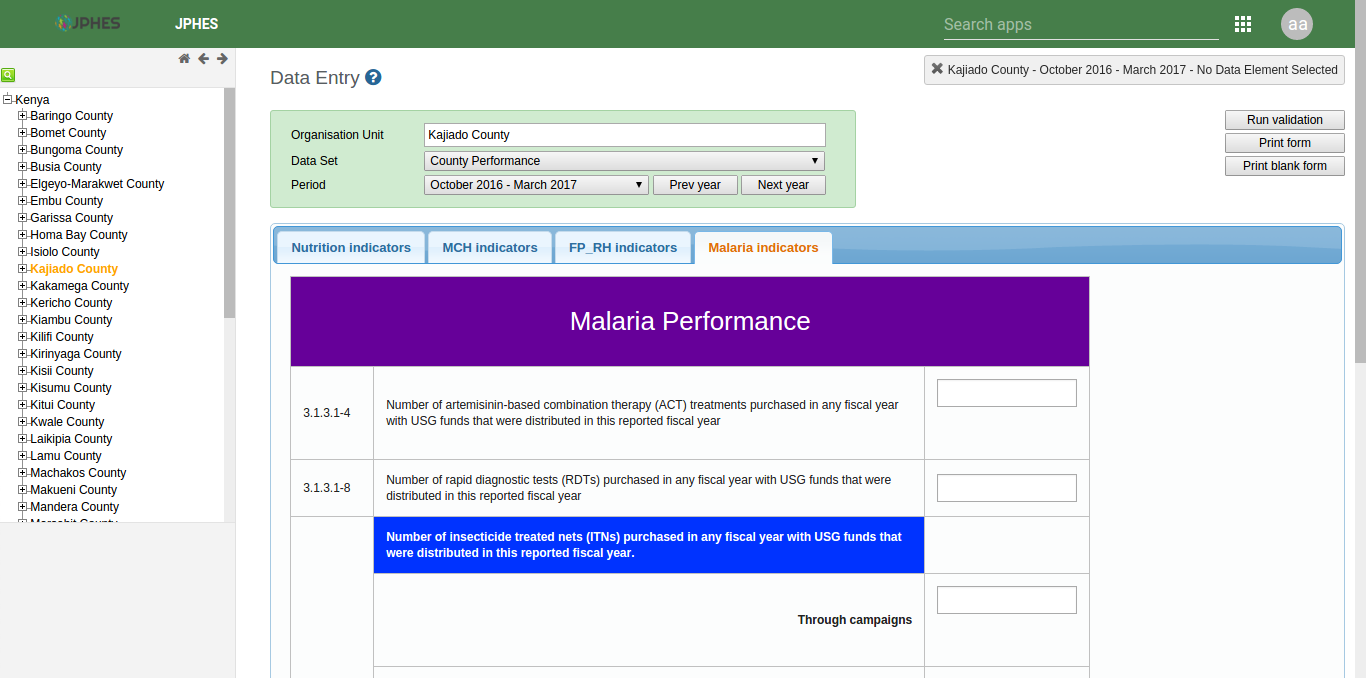 JPHES
JPHES
Search apps
aa
Kenya
Baringo County
Bomet County
Bungoma County
Busia County
Elgeyo-Marakwet County
Embu County
Garissa County
Homa Bay County
Isiolo County
Kajiado County
Kakamega County
Kericho County
Kiambu County
Kilifi County
Kirinyaga County
Kisii County
Kisumu County
Kitui County
Kwale County
Laikipia County
Lamu County
Machakos County
Makueni County
Mandera County
Marsabit County
Data Entry ?
Kajiado County - October 2016 - March 2017 - No Data Element Selected
Organisation Unit
Kajiado County
Data Set
County Performance
Period
October 2016 - March 2017
Prev year
Next year
Run validation
Print form
Print blank form
Nutrition indicators
MCH indicators
FP_RH indicators
Malaria indicators
Malaria Performance
3.1.3.1-4
Number of artemisinin-based combination therapy (ACT) treatments purchased in any fiscal year
with USG funds that were distributed in this reported fiscal year
3.1.3.1-8
Number of rapid diagnostic tests (RDTs) purchased in any fiscal year with USG funds that were
distributed in this reported fiscal year
Number of insecticide treated nets (ITNs) purchased in any fiscal year with USG funds that
were distributed in this reported fiscal year.
Through campaigns